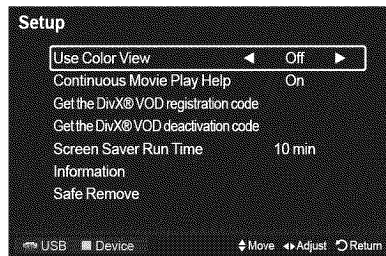 Setup
Use Color View ◀ Off ▶
Continuous Movie Play Help On
Get the DivX® VOD registration code
Get the DivX® VOD deactivation code
Screen Saver Run Time 10 min
Information
Safe Remove
USB Device Move Adjust Return